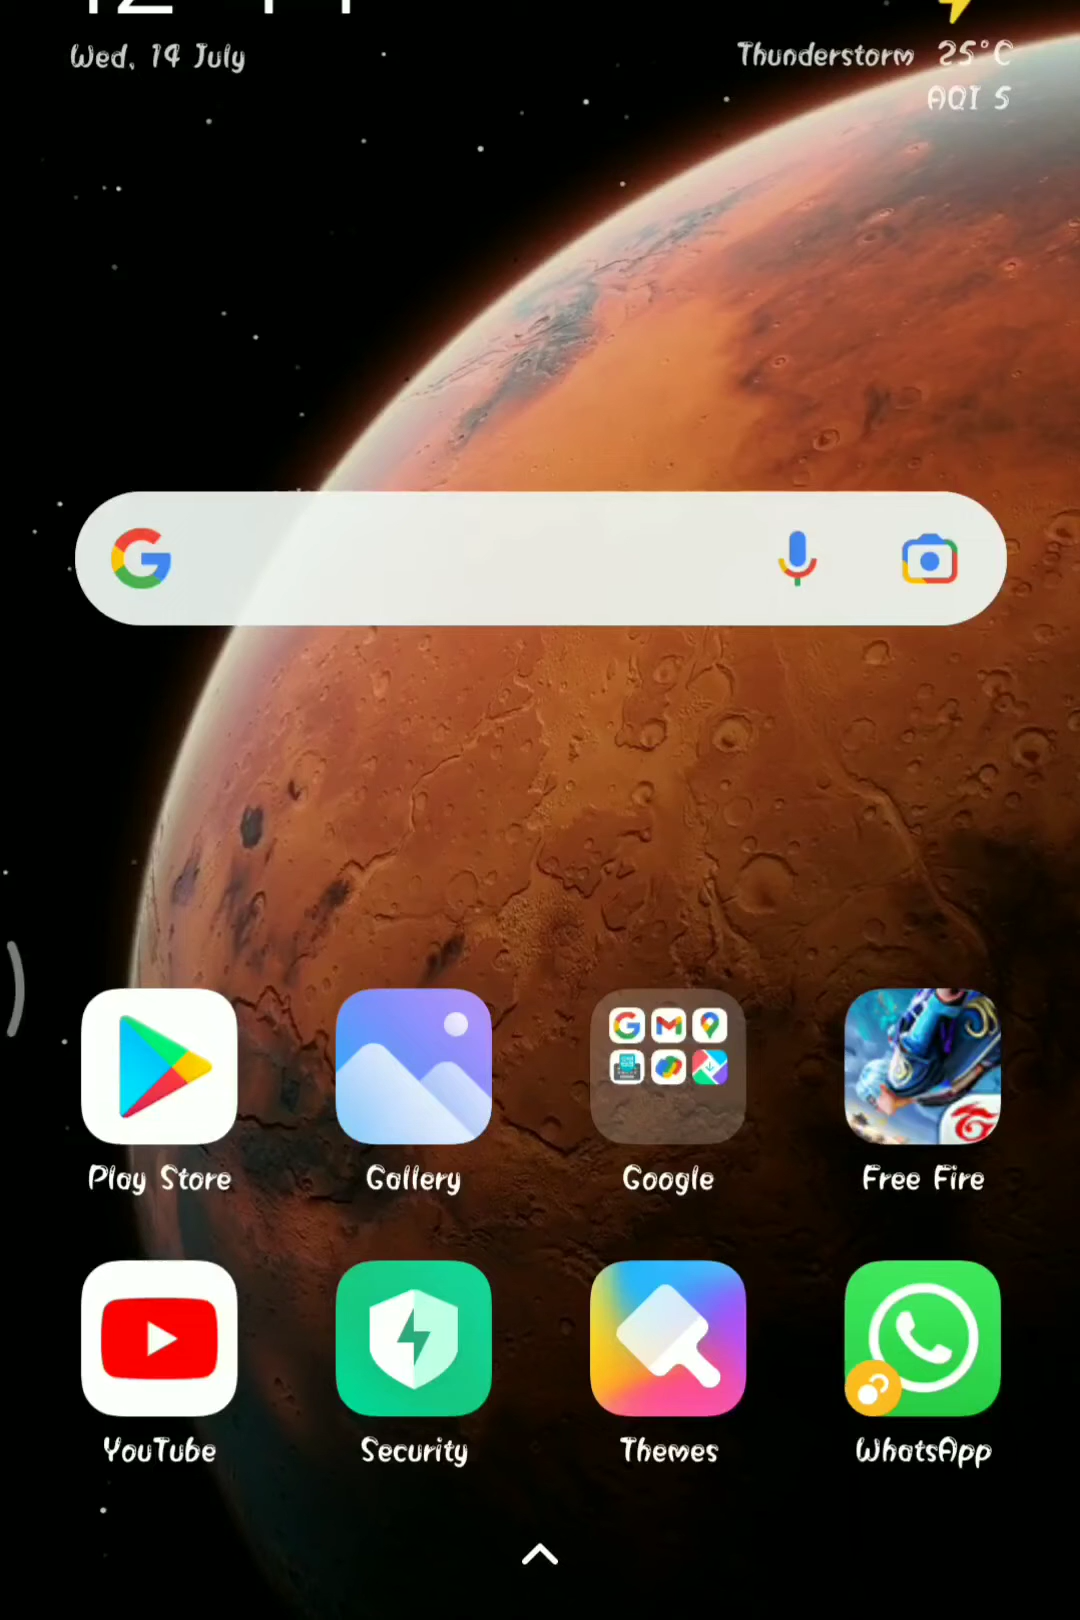 Wed, 14 July
Thunderstorm 25°C
AQI 5
Play Store
Gallery
Google
Free Fire
YouTube
Security
Themes
WhatsApp